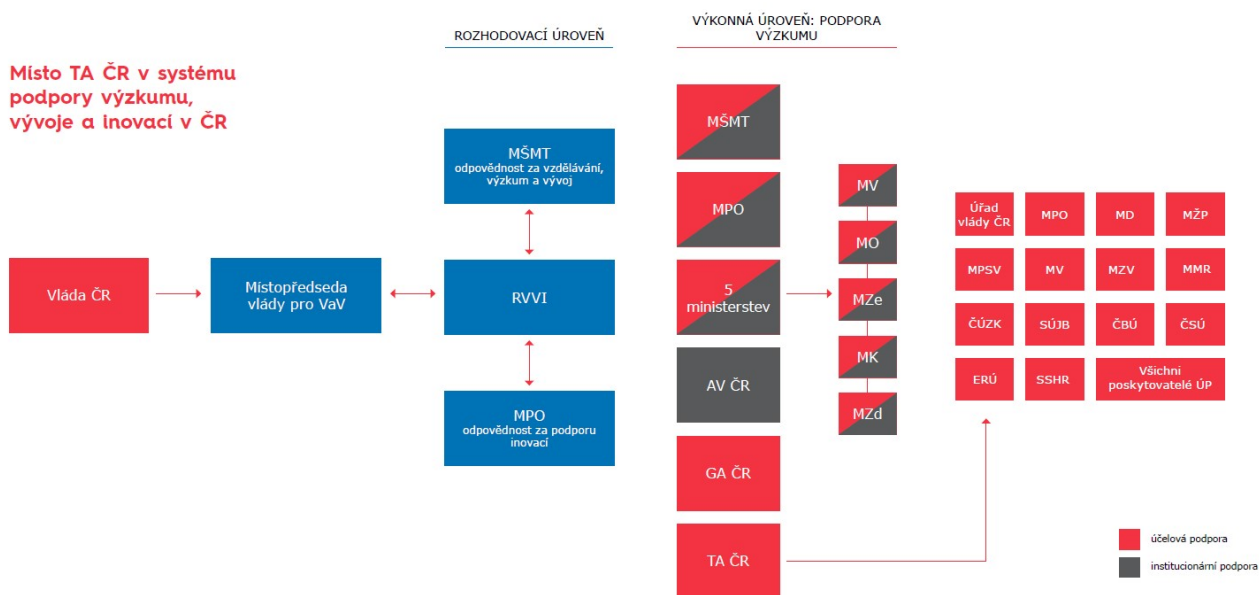 ROZHODOVACÍ ÚROVEŇ
VÝKONNÁ ÚROVEŇ: PODPORA
VÝZKUMU
Místo TA ČR v systému
podpory výzkumu,
vývoje a inovací v ČR
Vláda ČR
Místopředseda
vlády pro VaV
MŠMT
odpovědnost za vzdělávání,
výzkum a vývoj
RVVI
MPO
odpovědnost za podporu
inovací
MŠMT
MPO
5
ministerstev
AV ČR
GA ČR
TA ČR
MV
MO
MZe
MK
MZd
Úřad
vlády ČR
MPO
MD
MŽP
MPSV
MV
MZV
MMR
ČÚZK
SÚJB
ČBÚ
ČSÚ
ERÚ
SSHR
Všichni
poskytovatelé ÚP
účelová podpora
institucionární podpora